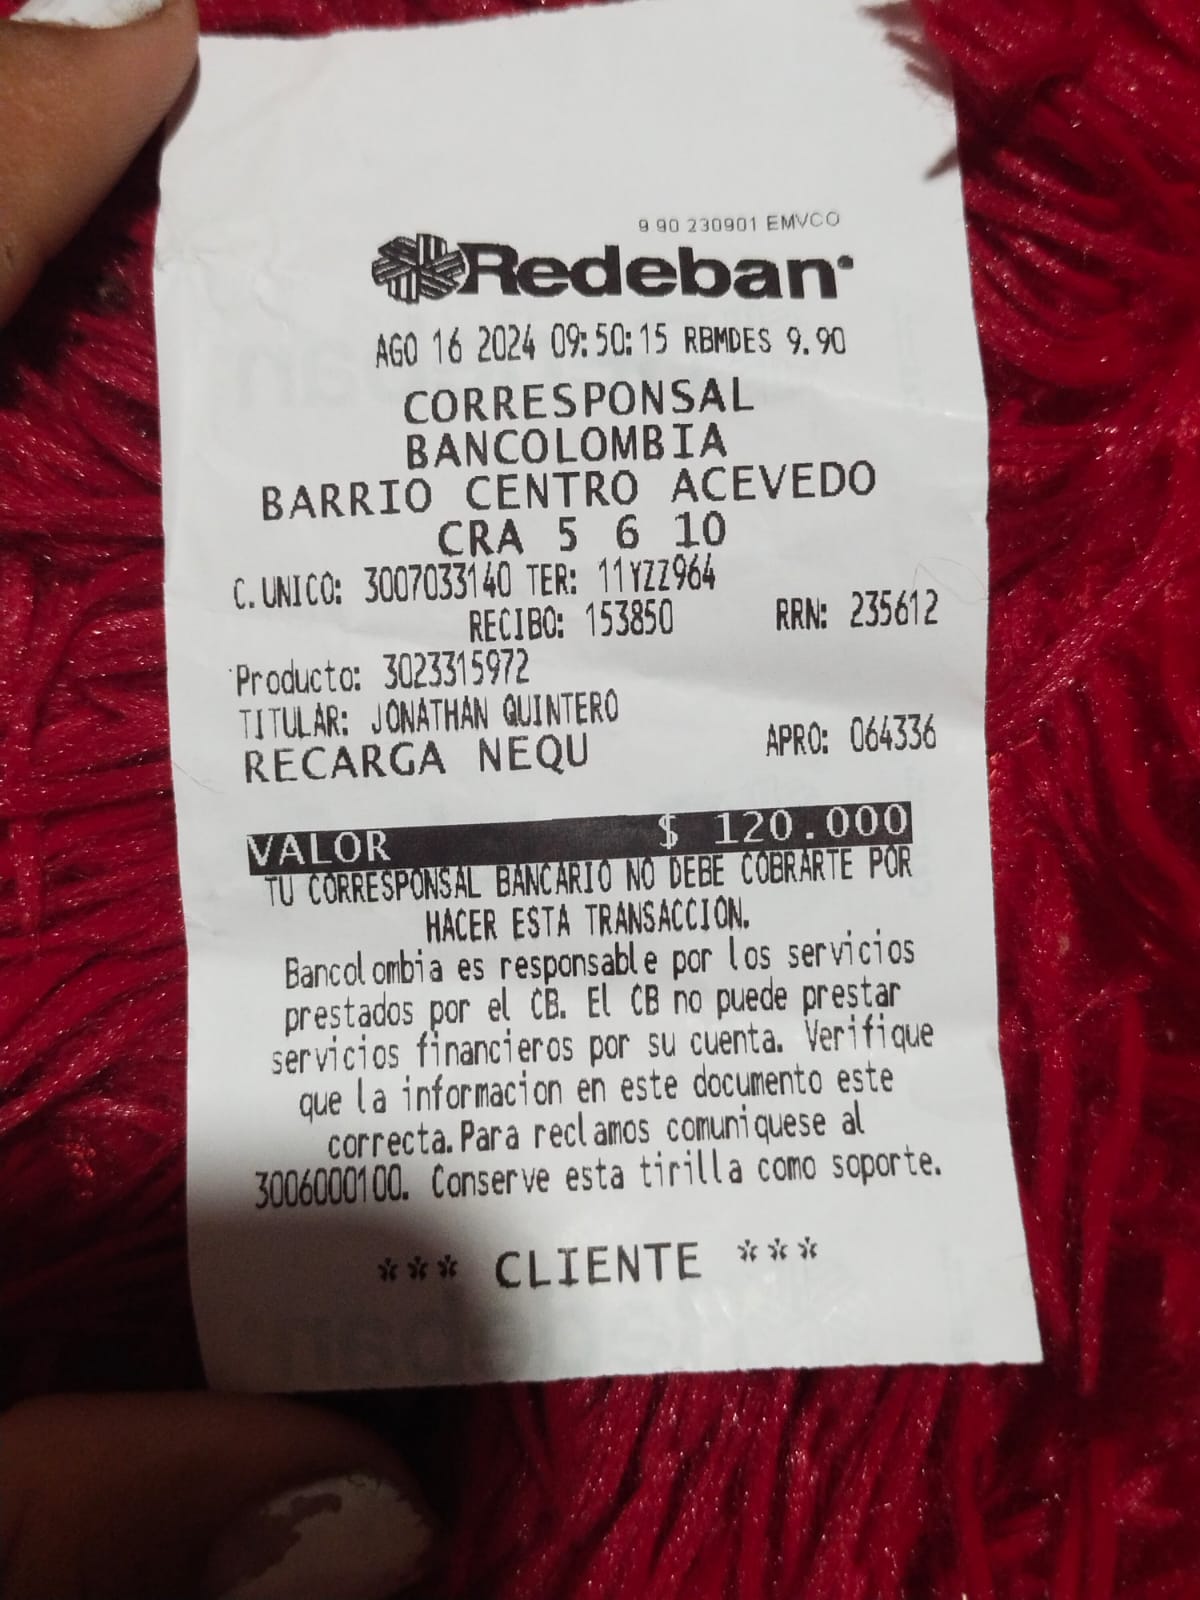 9 90 230901 EMVCO
Redeban
AGO 16 2024 09:50:15 RBMDES 9.90
CORRESPONSAL
BANCOLOMBIA
BARRIO CENTRO ACEVEDO
CRA 5 6 10
C.UNICO: 3007033140 TER: 11YZZ964
RECIBO: 153850 RRN: 235612
Producto: 3023315972
TITULAR: JONATHAN QUINTERO
RECARGA NEQU APRO: 064336
VALOR $ 120.000
TU CORRESPONSAL BANCARIO NO DEBE COBRARTE POR
HACER ESTA TRANSACCION.
Bancolombia es responsable por los servicios
prestados por el CB. El CB no puede prestar
servicios financieros por su cuenta. Verifique
que la informacion en este documento este
correcta.Para reclamos comuniquese al
3006000100. Conserve esta tirilla como soporte.
*** CLIENTE ***